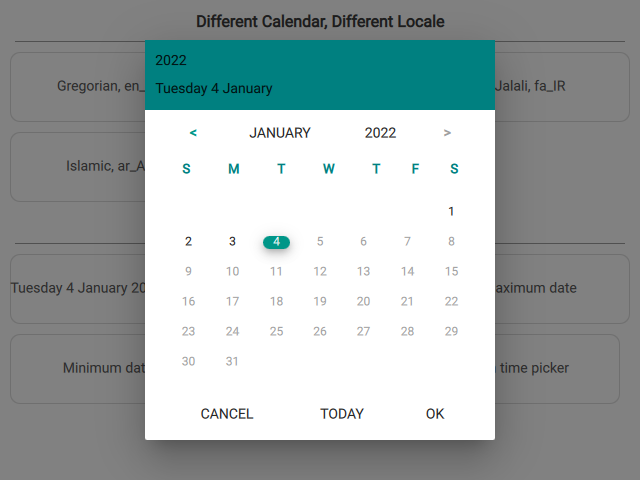 Different Calendar, Different Locale
2022
Tuesday 4 January
Gregorian, en_
Jalali, fa_IR
< JANUARY 2022 >
Islamic, ar_A
S M T W T F S
1
2 3 4 5 6 7 8
9 10 11 12 13 14 15
16 17 18 19 20 21 22
23 24 25 26 27 28 29
30 31
Tuesday 4 January 20
aximum date
Minimum dat
time picker
CANCEL TODAY OK